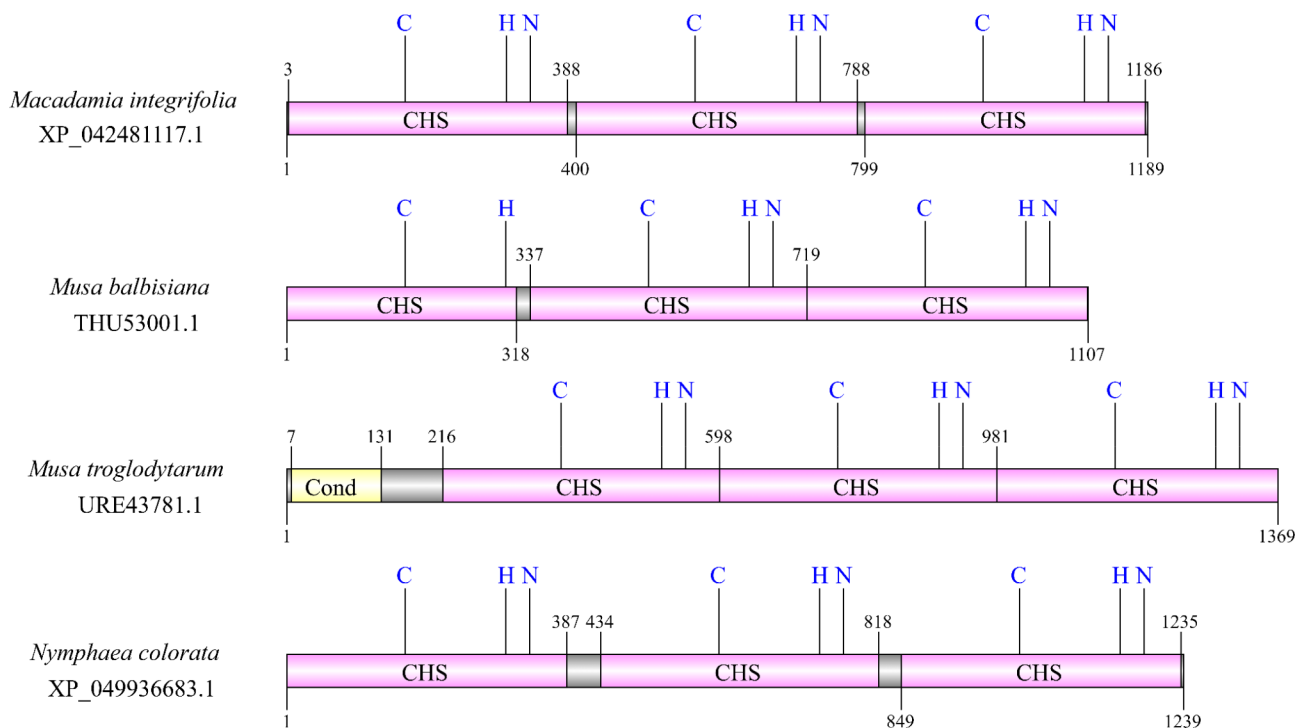 C H N C H N C H N
3 388 788 1186
Macadamia integrifolia
XP_042481117.1
CHS CHS CHS
1 400 799 1189
C H C H N C H N
337 719
Musa balbisiana
THU53001.1
CHS CHS CHS
1 318 1107
C H N C H N C H N
7 131 216 598 981
Musa troglodytarum
URE43781.1
Cond CHS CHS CHS
1 1369
C H N C H N C H N
387 434 818 1235
Nymphaea colorata
XP_049936683.1
CHS CHS CHS
1 849 1239